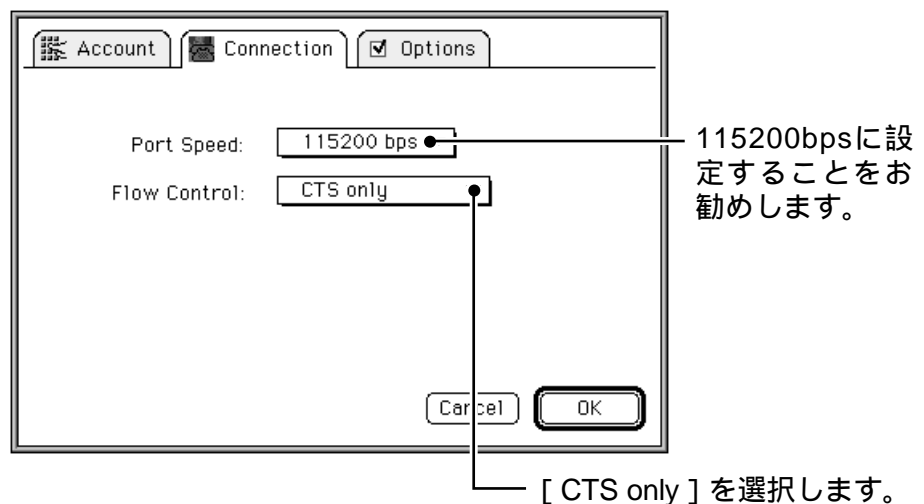 Account Connection Options
Port Speed: 115200 bps
Flow Control: CTS only
115200bpsに設
定することをお
勧めします。
Cancel OK
[ CTS only ] を選択します。